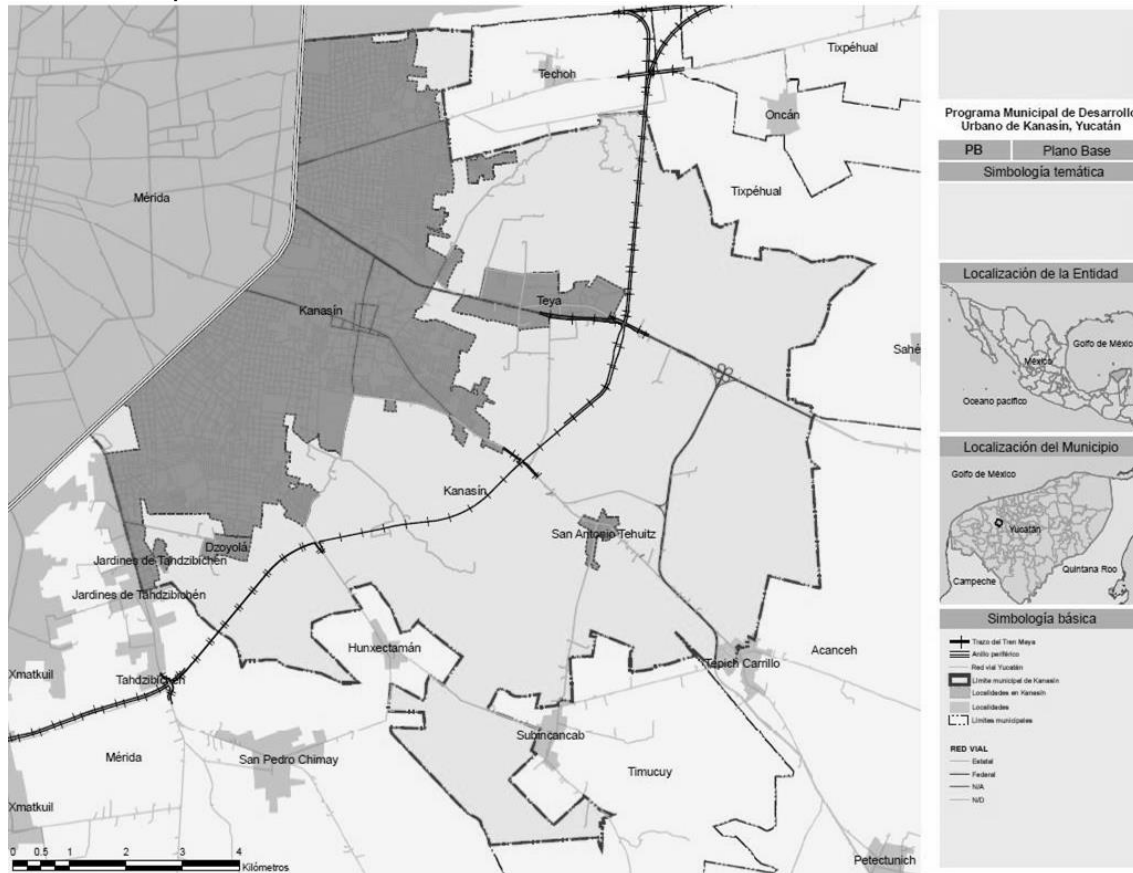 Tixpéhual
Techoh
Oncán
Mérida
Tixpéhual
Teya
Kanasín
Sahé
Kanasín
San Antonio Tehuitz
Dzoyolá
Jardines de Tahdzibichén
Jardines de Tahdzibichén
Hunxectamán
Acanceh
Tepich Carrillo
Xmatkuil
Tahdzibichén
Subincancab
Mérida
San Pedro Chimay
Timucuy
Xmatkuil
Petectunich
0 0.5 1 2 3 4
Kilómetros
Programa Municipal de Desarrollo
Urbano de Kanasín, Yucatán
PB Plano Base
Simbología temática
Localización de la Entidad
Golfo de México
México
Oceano pacífico
Localización del Municipio
Golfo de México
Yucatán
Quintana Roo
Campeche
Simbología básica
Trazo del Tren Maya
Anillo periférico
Red vial Yucatán
Límite municipal de Kanasín
Localidades en Kanasín
Localidades
Límites municipales
RED VIAL
Estatal
Federal
N/A
N/D